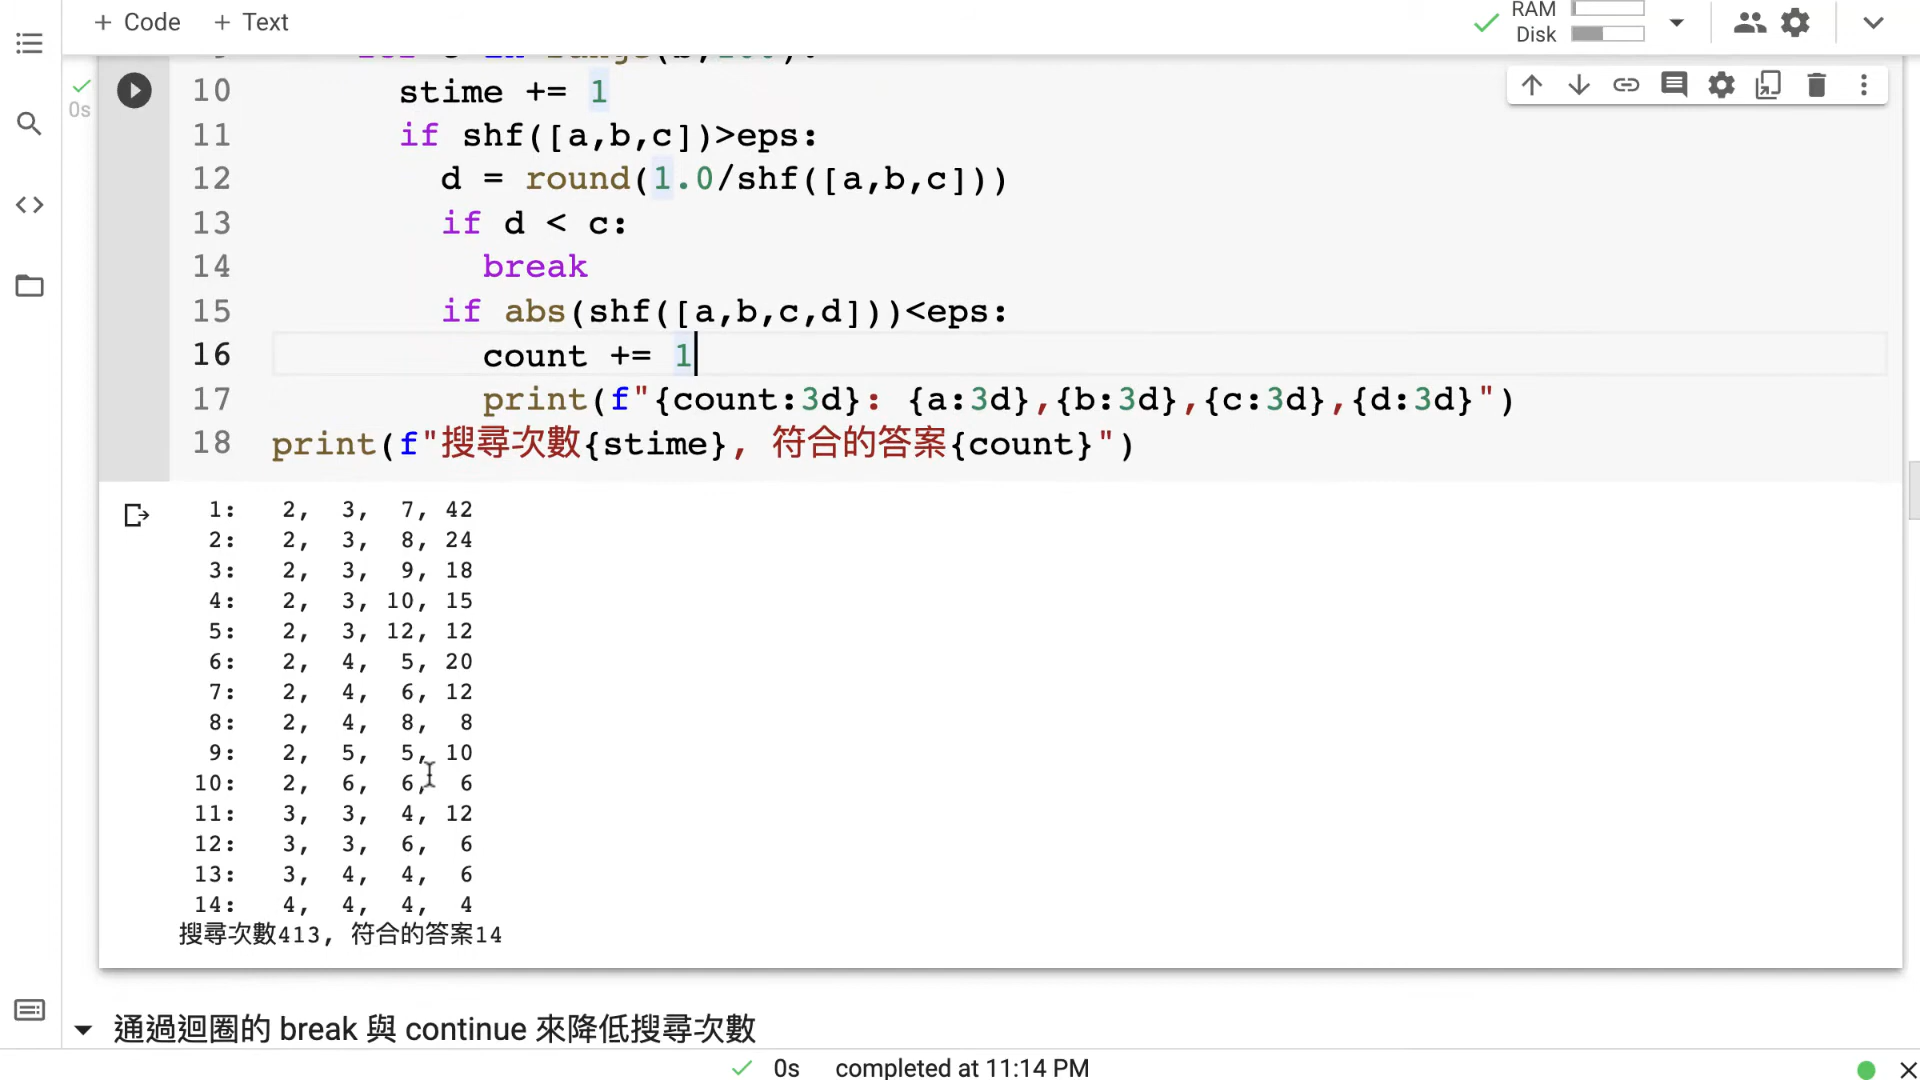 + Code + Text
RAM
Disk
0s
10 stime += 1
11 if shf([a,b,c])>eps:
12 d = round(1.0/shf([a,b,c]))
13 if d < c:
14 break
15 if abs(shf([a,b,c,d]))<eps:
16 count += 1
17 print(f"{count:3d}: {a:3d},{b:3d},{c:3d},{d:3d}")
18 print(f"搜尋次數{stime}, 符合的答案{count}")
1: 2, 3, 7, 42
2: 2, 3, 8, 24
3: 2, 3, 9, 18
4: 2, 3, 10, 15
5: 2, 3, 12, 12
6: 2, 4, 5, 20
7: 2, 4, 6, 12
8: 2, 4, 8, 8
9: 2, 5, 5, 10
10: 2, 6, 6, 6
11: 3, 3, 4, 12
12: 3, 3, 6, 6
13: 3, 4, 4, 6
14: 4, 4, 4, 4
搜尋次數413, 符合的答案14
通過迴圈的 break 與 continue 來降低搜尋次數
0s completed at 11:14 PM